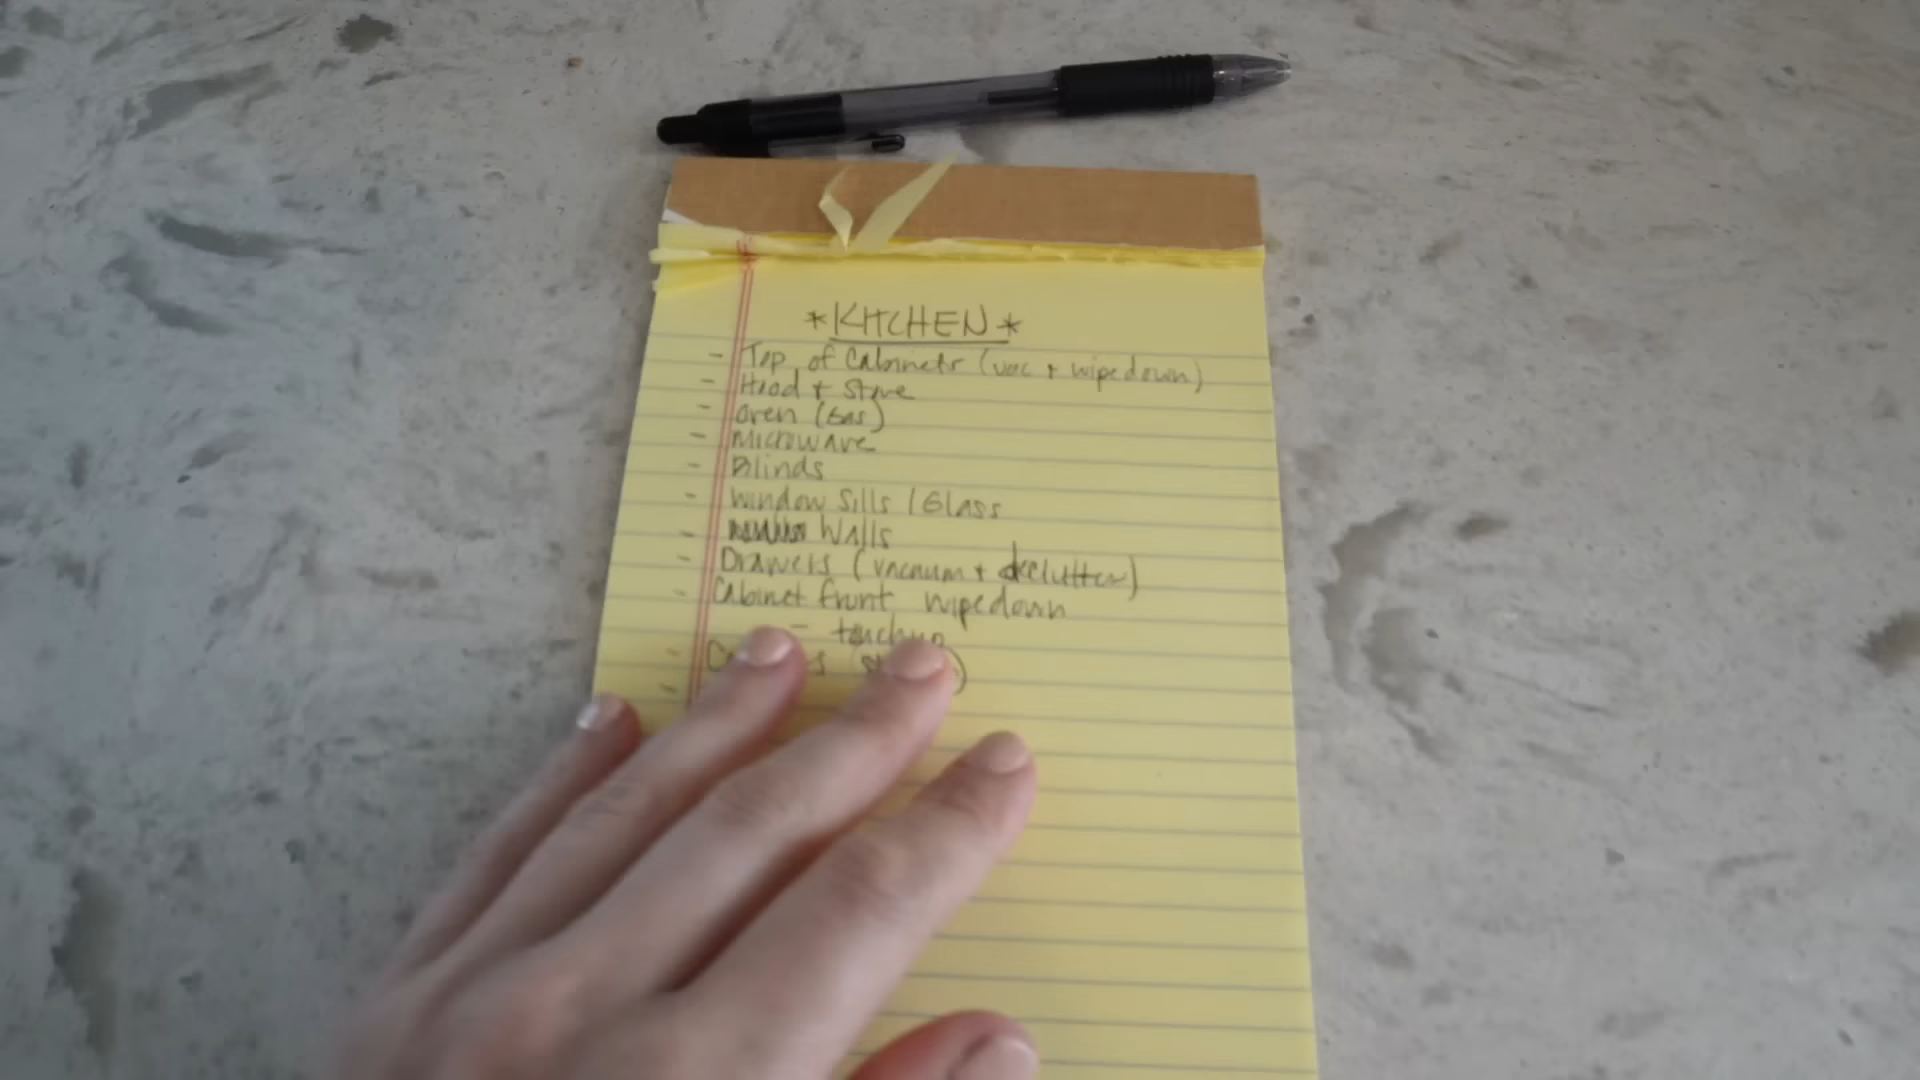 *KITCHEN*
- Top of Cabinets (vac + wipedown)
- Hood + Stove
- Oven (Gas)
- Microwave
- Blinds
- Window Sills / Glass
- Walls
- Drawers (vacuum + declutter)
- Cabinet front wipedown
- touchup
-
-